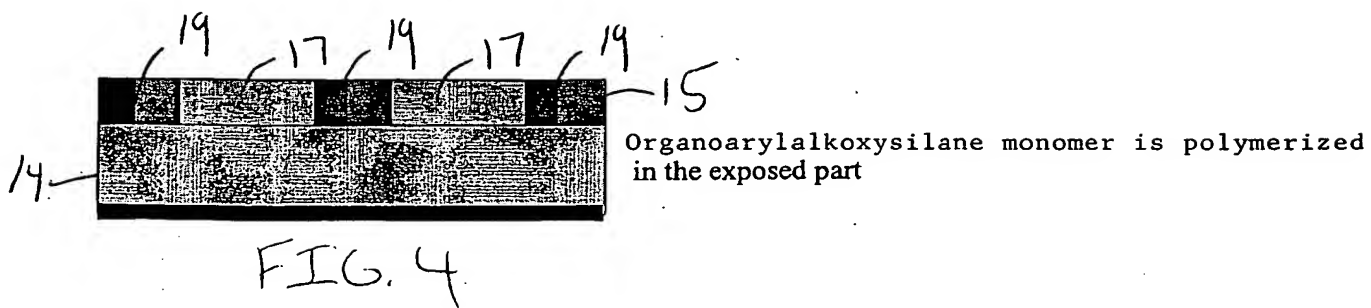 19 17 19 17 19
15
Organoarylalkoxysilane monomer is polymerized
in the exposed part
14
FIG. 4